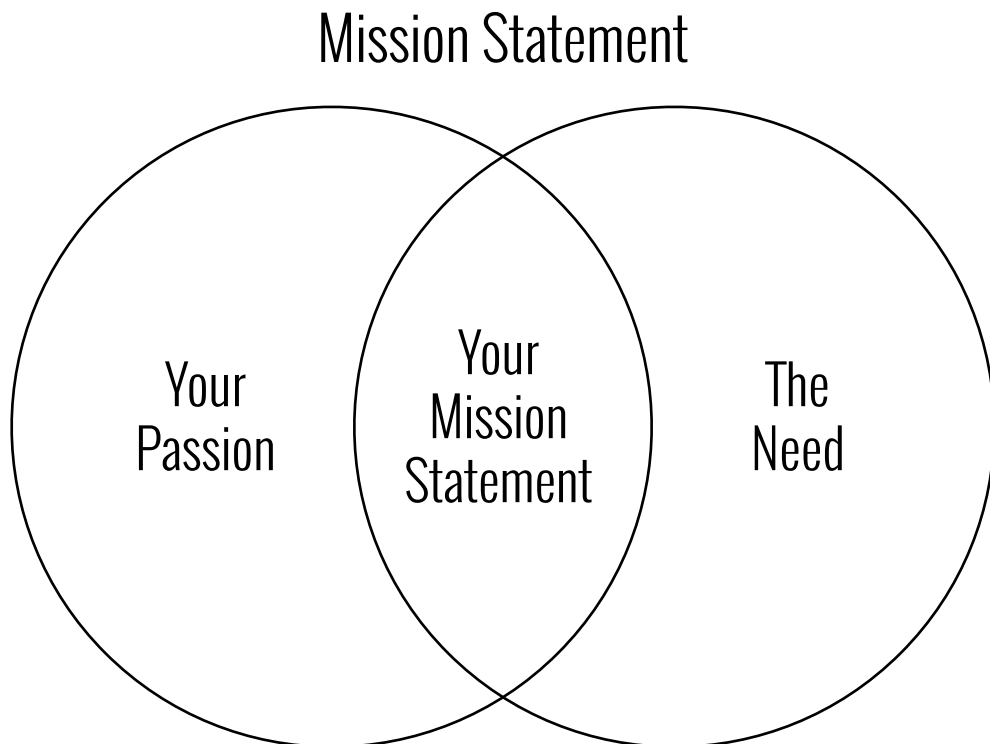 Mission Statement
Your
Passion
Your
Mission
Statement
The
Need